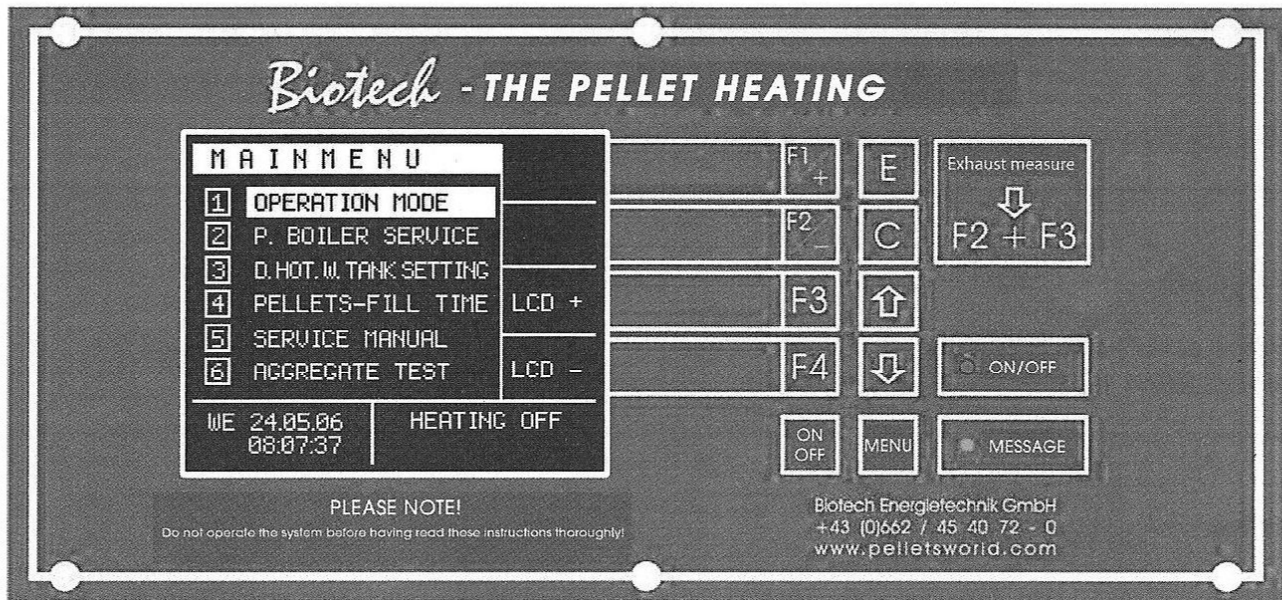 Biotech - THE PELLET HEATING
MAINMENU
1 OPERATION MODE
2 P. BOILER SERVICE
3 D.HOT.W.TANK SETTING
4 PELLETS-FILL TIME
5 SERVICE MANUAL
6 AGGREGATE TEST
LCD +
LCD -
WE 24.05.06
08:07:37
HEATING OFF
F1 +
E
F2 -
C
F3
F4
Exhaust measure
F2 + F3
ON/OFF
ON
OFF
MENU
MESSAGE
PLEASE NOTE!
Do not operate the system before having read these instructions thoroughly!
Biotech Energietechnik GmbH
+43 (0)662 / 45 40 72 - 0
www.pelletsworld.com